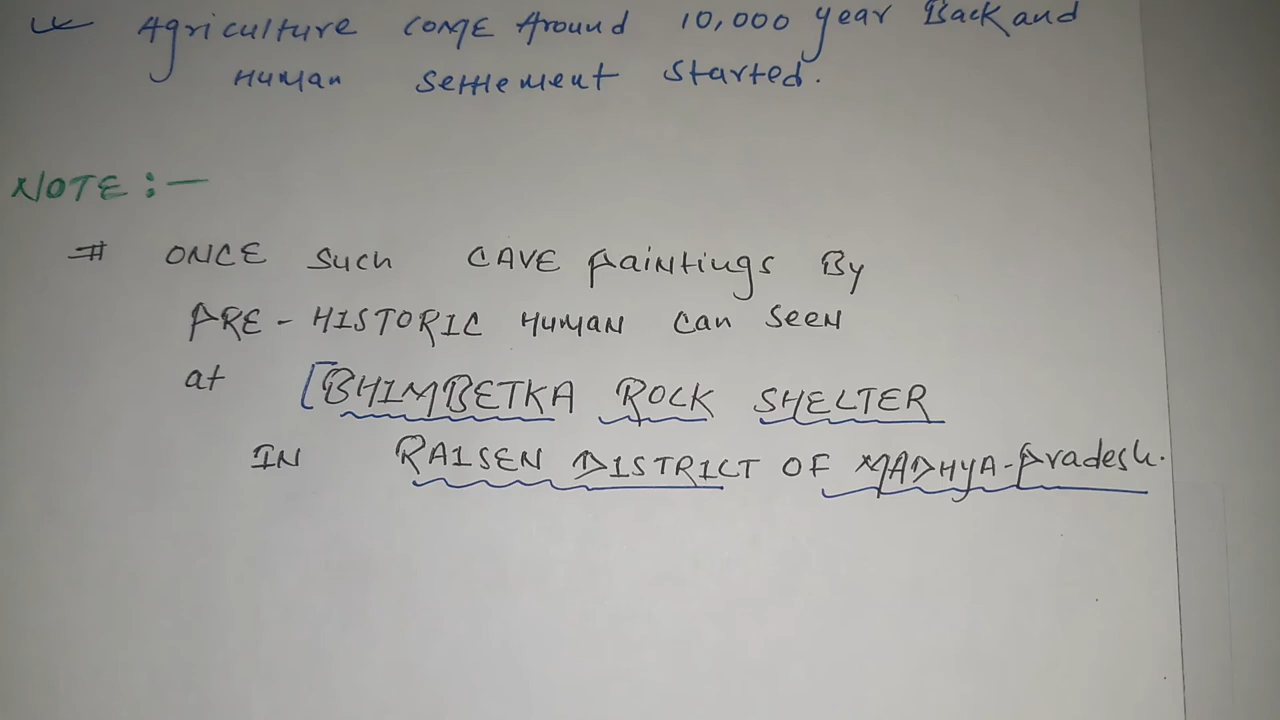 Agriculture come Around 10,000 year Back and
Human Settlement started.
NOTE :-
# ONCE Such CAVE paintings By
PRE - HISTORIC HUMAN can SeeN
at [BHIMBETKA ROCK SHELTER
IN RAISEN DISTRICT OF MADHYA-Pradesh.